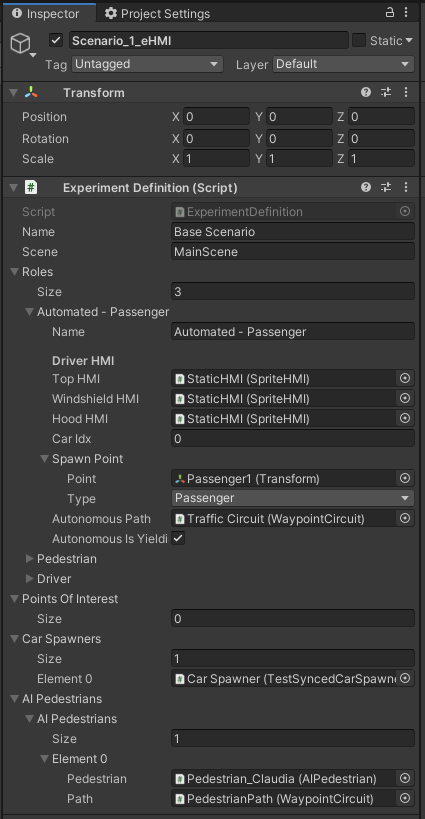 Inspector Project Settings
Scenario_1_eHMI Static
Tag Untagged Layer Default
Transform
Position X 0 Y 0 Z 0
Rotation X 0 Y 0 Z 0
Scale X 1 Y 1 Z 1
# Experiment Definition (Script)
Script # ExperimentDefinition
Name Base Scenario
Scene MainScene
Roles
Size 3
Automated - Passenger
Name Automated - Passenger
Driver HMI
Top HMI # StaticHMI (SpriteHMI)
Windshield HMI # StaticHMI (SpriteHMI)
Hood HMI # StaticHMI (SpriteHMI)
Car Idx 0
Spawn Point
Point Passenger1 (Transform)
Type Passenger
Autonomous Path # Traffic Circuit (WaypointCircuit)
Autonomous Is Yieldi
Pedestrian
Driver
Points Of Interest
Size 0
Car Spawners
Size 1
Element 0 # Car Spawner (TestSyncedCarSpawne
AI Pedestrians
AI Pedestrians
Size 1
Element 0
Pedestrian # Pedestrian_Claudia (AIPedestrian)
Path # PedestrianPath (WaypointCircuit)